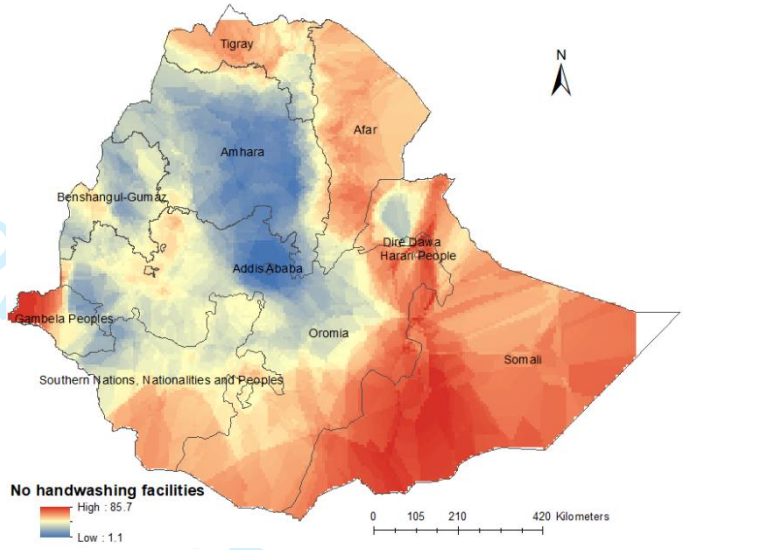 N
Tigray
Afar
Amhara
Benshangul-Gumaz
Dire Dawa
Harari People
Addis Ababa
Gambela Peoples
Oromia
Somali
Southern Nations, Nationalities and Peoples
No handwashing facilities
High : 85.7
Low : 1.1
0 105 210 420 Kilometers